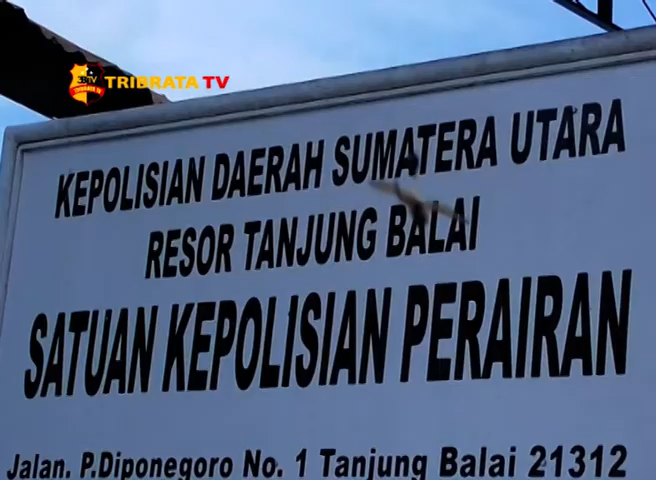 TRIBRATA TV
KEPOLISIAN DAERAH SUMATERA UTARA
RESOR TANJUNG BALAI
SATUAN KEPOLISIAN PERAIRAN
Jalan. P.Diponegoro No. 1 Tanjung Balai 21312